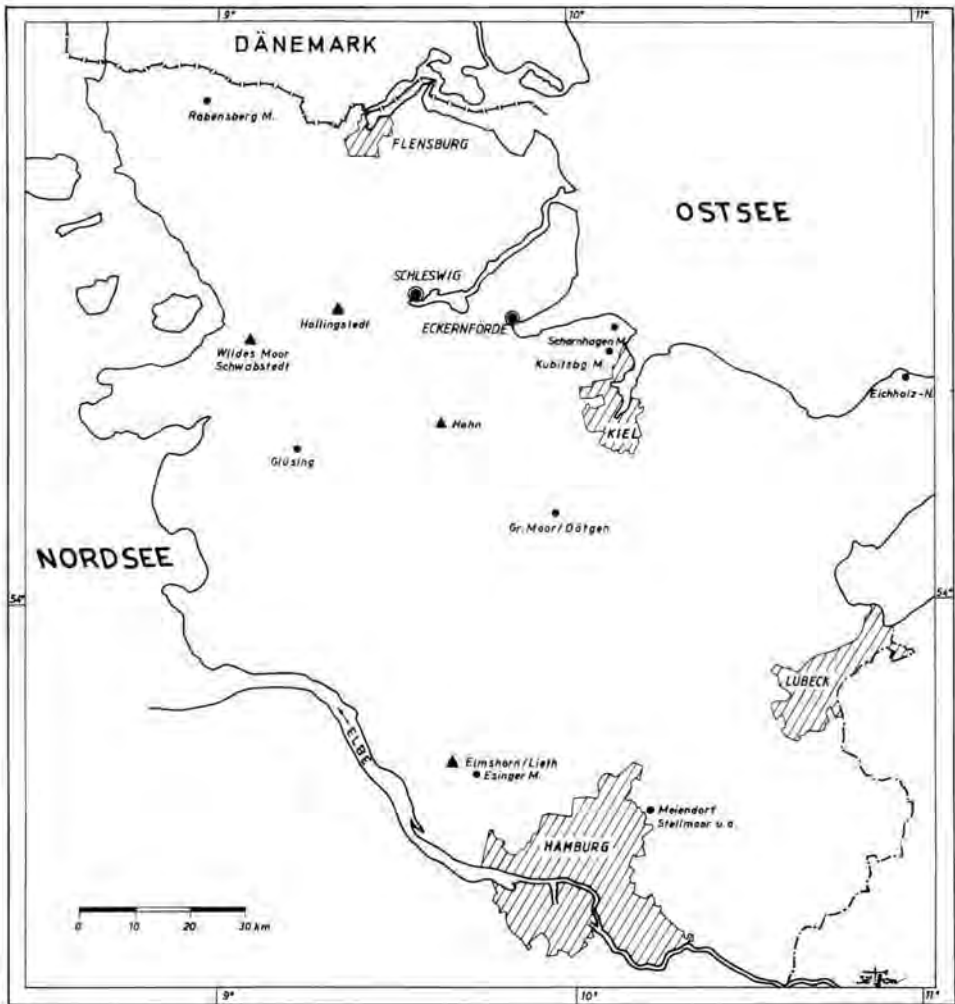 9°
10°
11°
DÄNEMARK
Rabensberg M.
FLENSBURG
OSTSEE
SCHLESWIG
Hollingstedt
ECKERNFÖRDE
Wildes Moor
Schwabstedt
Scharnhagen M.
Kubitzbg M.
Eichholz-N.
Hohn
KIEL
Glüsing
Gr. Moor/Dätgen
NORDSEE
54°
54°
LÜBECK
ELBE
Elmshorn/Lieth
Esinger M.
Meiendorf
Stellmoor u.a.
HAMBURG
0 10 20 30 km
9°
10°
11°